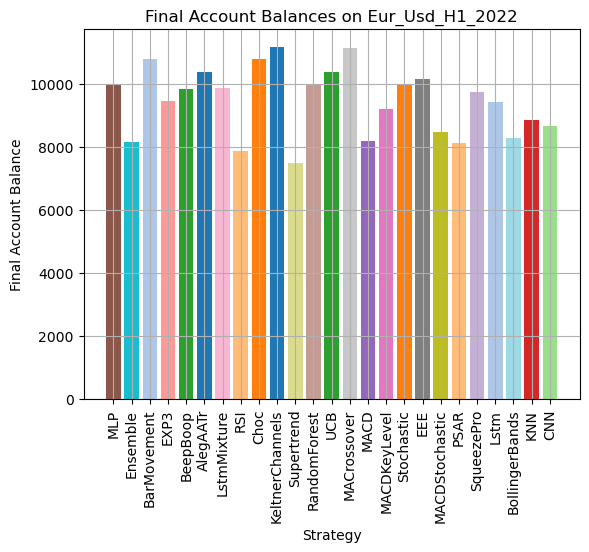 Final Account Balances on Eur_Usd_H1_2022
Final Account Balance
10000
8000
6000
4000
2000
0
MLP
Ensemble
BarMovement
EXP3
BeepBoop
AlegAATr
LstmMixture
RSI
Choc
KeltnerChannels
Supertrend
RandomForest
UCB
MACrossover
MACD
MACDKeyLevel
Stochastic
EEE
MACDStochastic
PSAR
SqueezePro
Lstm
BollingerBands
KNN
CNN
Strategy